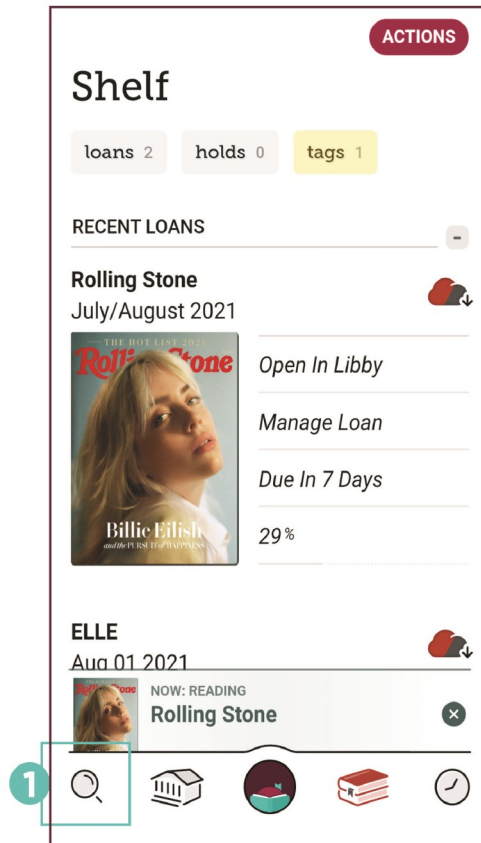 ACTIONS
Shelf
loans 2 holds 0 tags 1
RECENT LOANS
Rolling Stone
July/August 2021
THE HOT LIST 2021
Rolling Stone
Billie Eilish
and the PURSUIT of HAPPINESS
Open In Libby
Manage Loan
Due In 7 Days
29%
ELLE
Aug 01 2021
NOW: READING
Rolling Stone
1